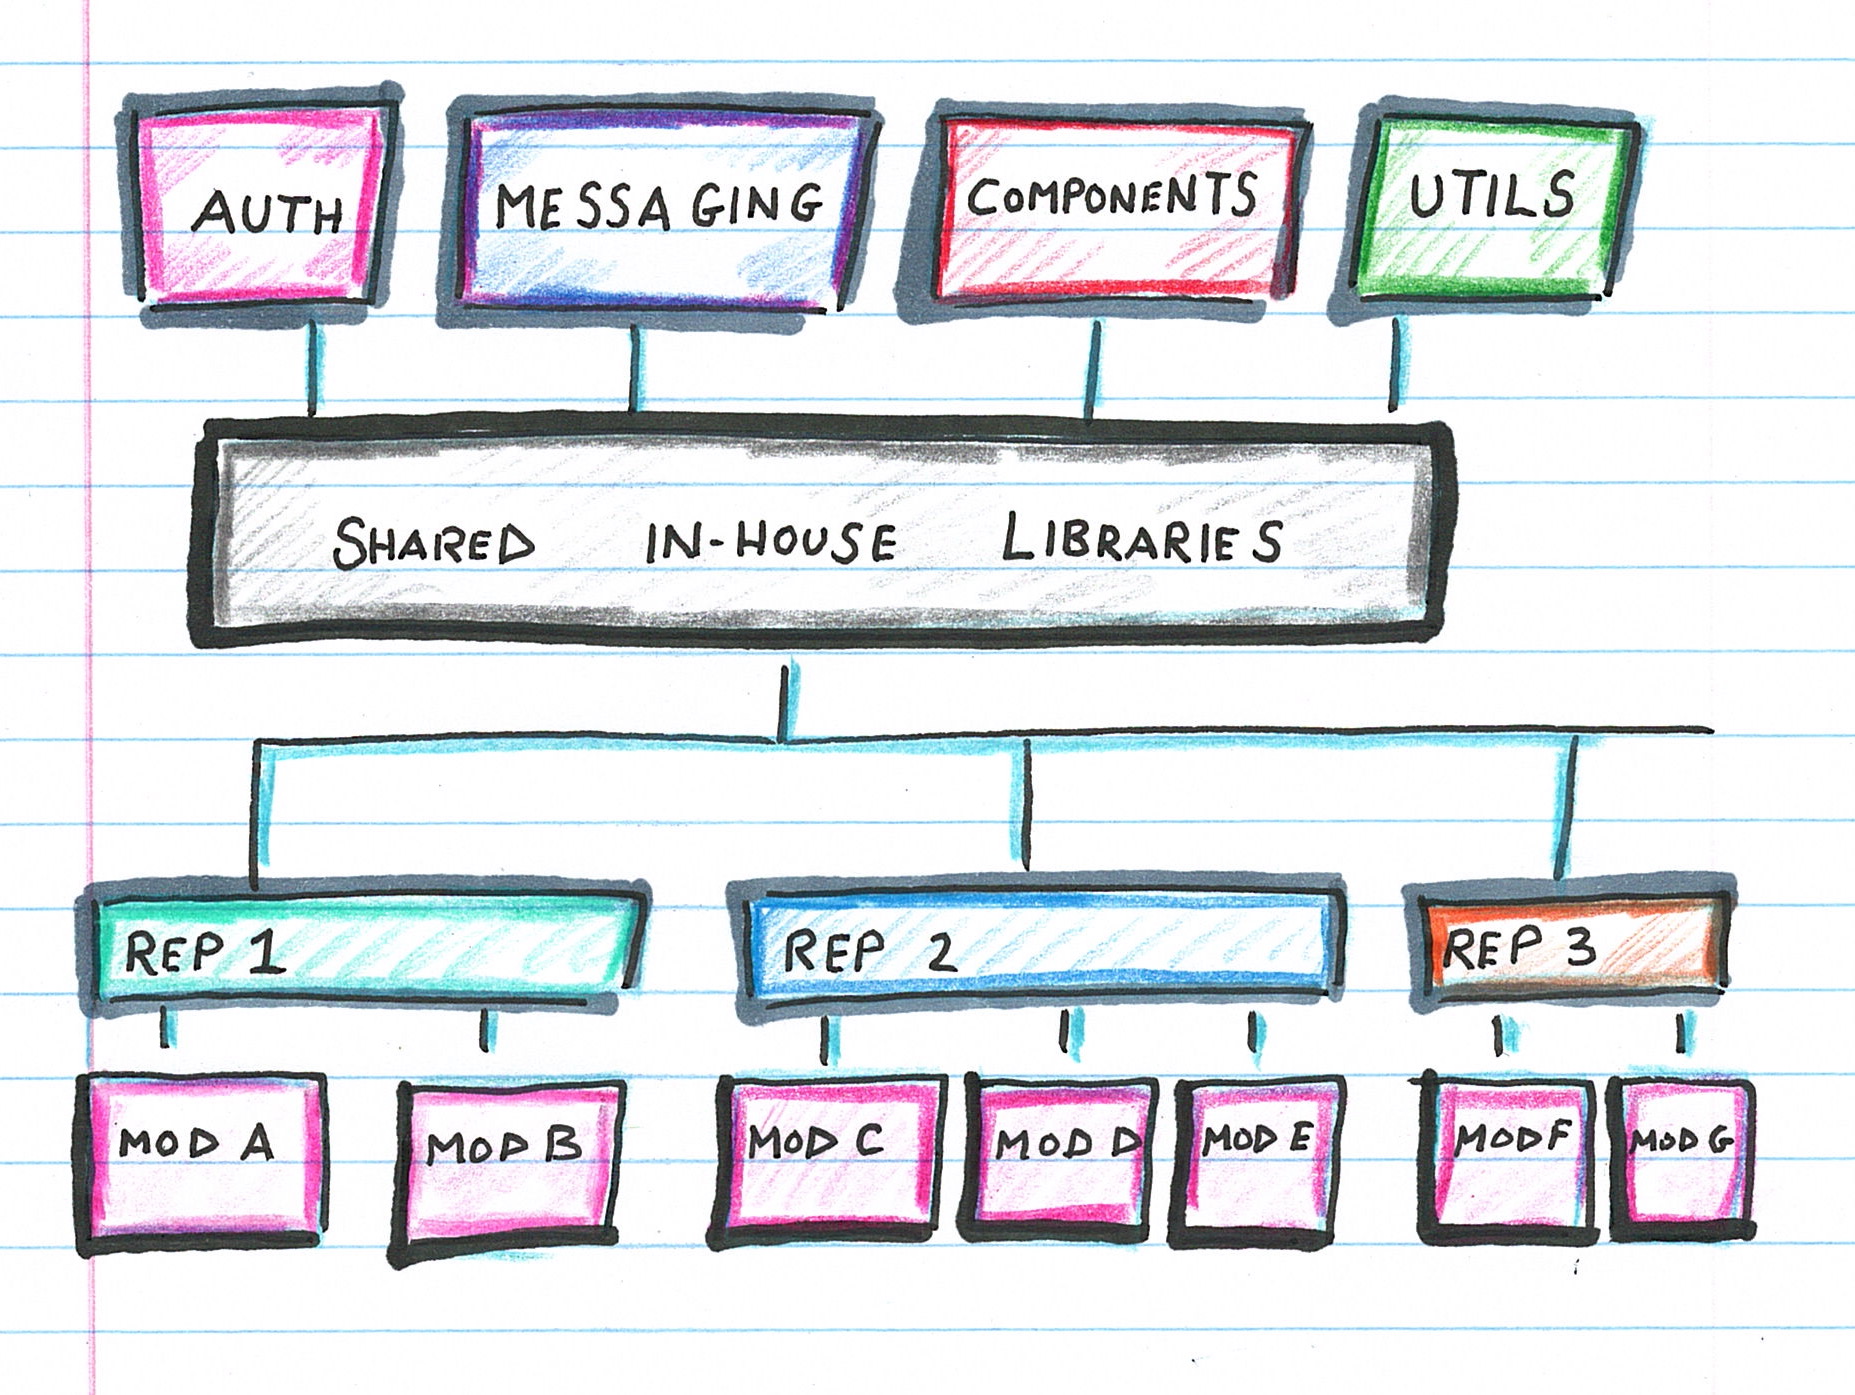 AUTH
MESSAGING
COMPONENTS
UTILS
SHARED IN-HOUSE LIBRARIES
REP 1
REP 2
REP 3
MOD A
MOD B
MOD C
MOD D
MOD E
MOD F
MOD G